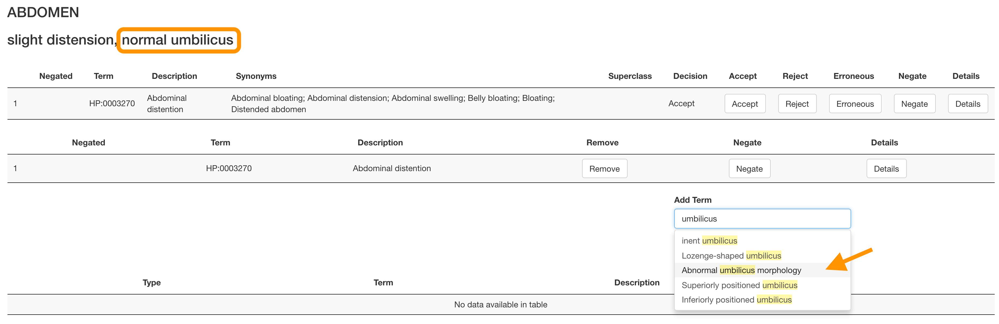 ABDOMEN
slight distension, normal umbilicus
Negated Term Description Synonyms Superclass Decision Accept Reject Erroneous Negate Details
1 HP:0003270 Abdominal distention Abdominal bloating; Abdominal distension; Abdominal swelling; Belly bloating; Bloating; Distended abdomen Accept Accept Reject Erroneous Negate Details
Negated Term Description Remove Negate Details
1 HP:0003270 Abdominal distention Remove Negate Details
Add Term
umbilicus
inent umbilicus
Lozenge-shaped umbilicus
Abnormal umbilicus morphology
Superiorly positioned umbilicus
Inferiorly positioned umbilicus
Type Term Description
No data available in table